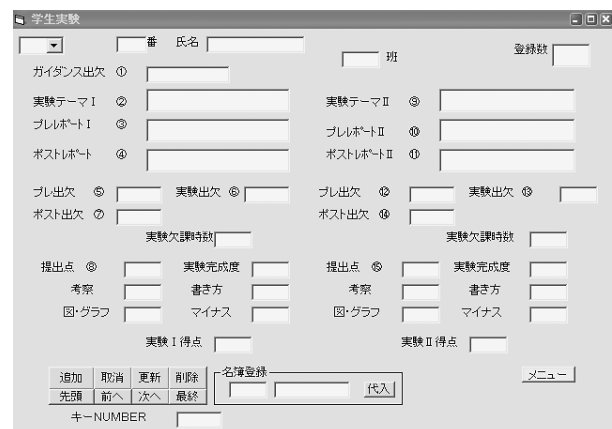 学生実験
番 氏名
班
登録数
ガイダンス出欠 ①
実験テーマⅠ ②
実験テーマⅡ ⑨
プレレポートⅠ ③
プレレポートⅡ ⑩
ポストレポート ④
ポストレポートⅡ ⑪
プレ出欠 ⑤ 実験出欠 ⑥
プレ出欠 ⑫ 実験出欠 ⑬
ポスト出欠 ⑦
ポスト出欠 ⑭
実験欠課時数
実験欠課時数
提出点 ⑧ 実験完成度
提出点 ⑮ 実験完成度
考察 書き方
考察 書き方
図・グラフ マイナス
図・グラフ マイナス
実験Ⅰ得点
実験Ⅱ得点
追加 取消 更新 削除
先頭 前へ 次へ 最終
名簿登録
代入
メニュー
キーNUMBER